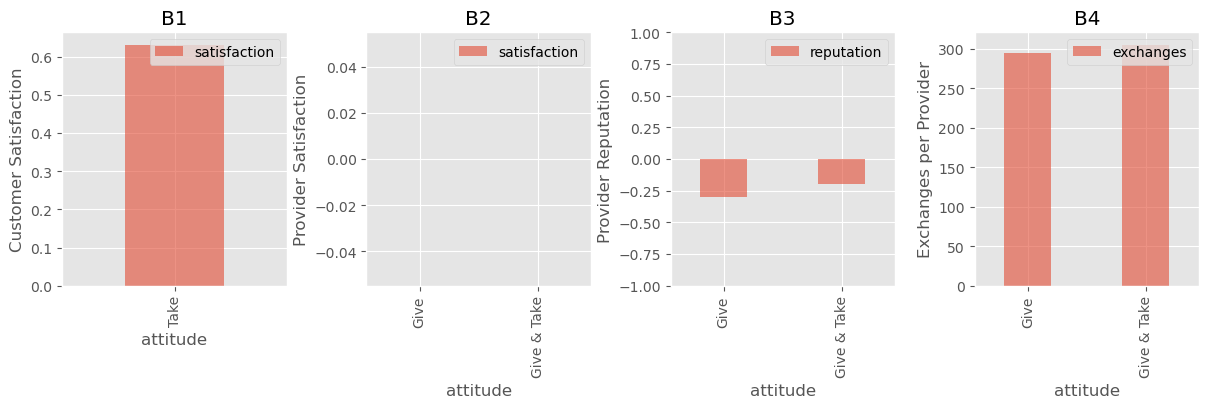 B1
Customer Satisfaction
0.6
0.5
0.4
0.3
0.2
0.1
0.0
satisfaction
Take
attitude
B2
Provider Satisfaction
0.04
0.02
0.00
−0.02
−0.04
satisfaction
Give
Give & Take
attitude
B3
Provider Reputation
1.00
0.75
0.50
0.25
0.00
−0.25
−0.50
−0.75
−1.00
reputation
Give
Give & Take
attitude
B4
Exchanges per Provider
300
250
200
150
100
50
0
exchanges
Give
Give & Take
attitude